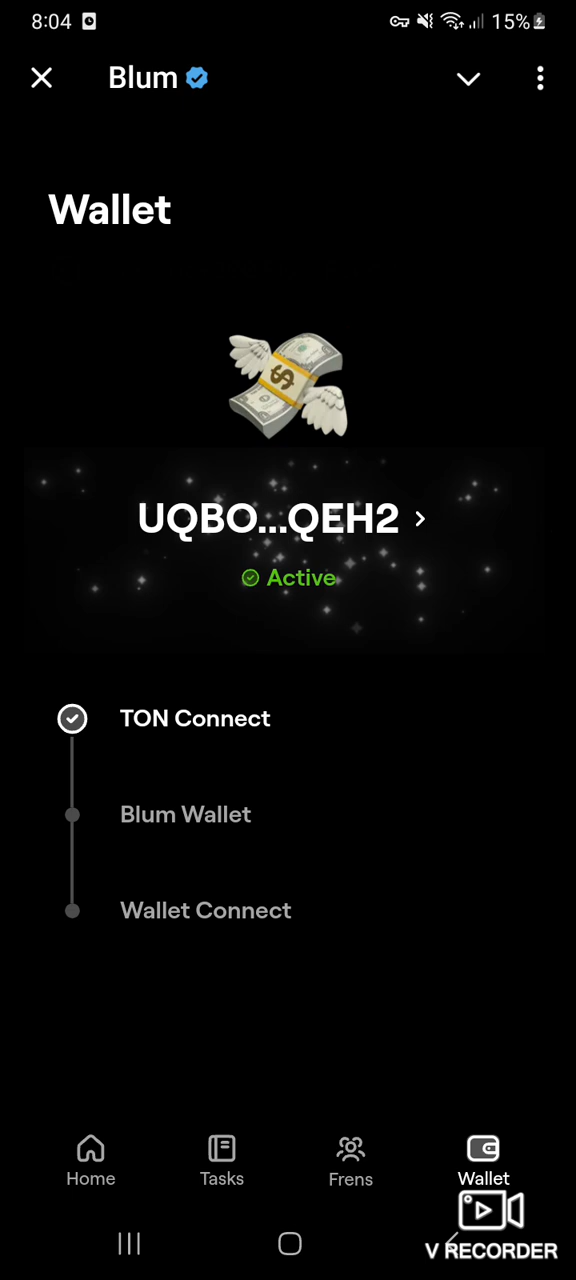 8:04 15%
Blum
Wallet
UQBO...QEH2
Active
TON Connect
Blum Wallet
Wallet Connect
Home Tasks Frens Wallet
V RECORDER